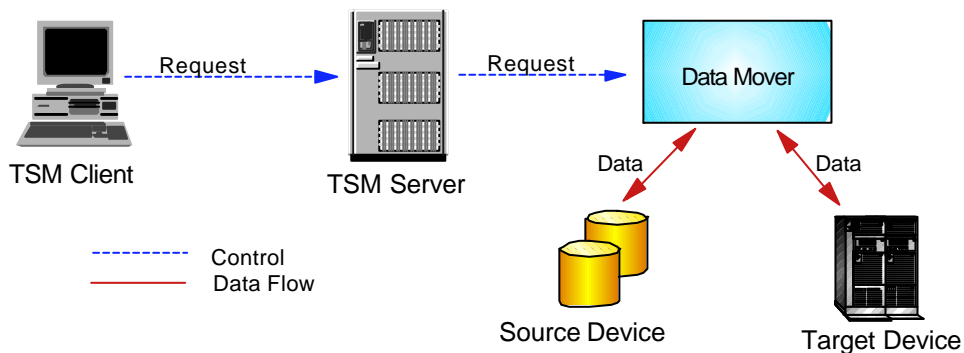 Request
Request
Data Mover
TSM Client
TSM Server
Data
Data
Control
Data Flow
Source Device
Target Device